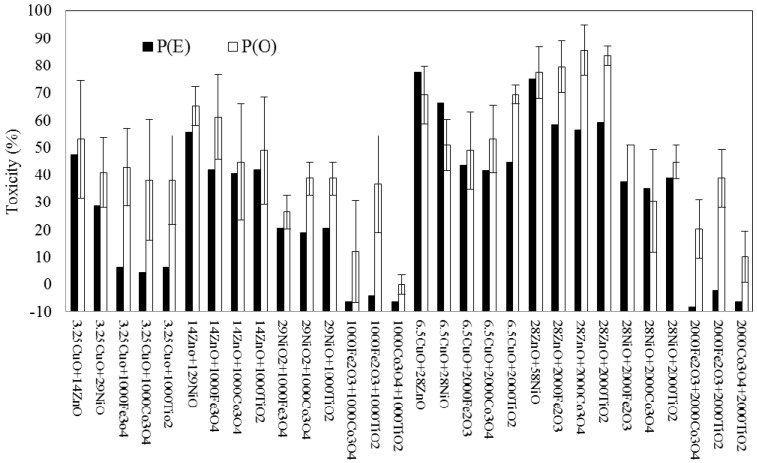 100
90
80
70
60
50
40
30
20
10
0
-10
Toxicity (%)
P(E)
P(O)
3.25CuO+14ZnO
3.25CuO+29NiO
3.25Cuo+1000Fe3o4
3.25CuO+1000Co3O4
3.25Cuo+1000Tio2
14Zno+129NiO
14ZnO+1000Fe3O4
14ZnO+1000Co3O4
14ZnO+1000TiO2
29NiO2+1000Fe3O4
29NiO2+1000Co3O4
29NiO+1000TiO2
1000Fe2O3+1000Co3O4
1000Fe2O3+1000TiO2
1000Co3O4+1000TiO2
6.5CuO+28ZnO
6.5CuO+28NiO
6.5CuO+2000Fe2O3
6.5CuO+2000Co3O4
6.5CuO+2000TiO2
28ZnO+58NiO
28ZnO+2000Fe2O3
28ZnO+2000Co3O4
28ZnO+2000TiO2
28NiO+2000Fe2O3
28NiO+2000Co3O4
28NiO+2000TiO2
2000Fe2O3+2000Co3O4
2000Fe2O3+2000TiO2
2000Co3O4+2000TiO2